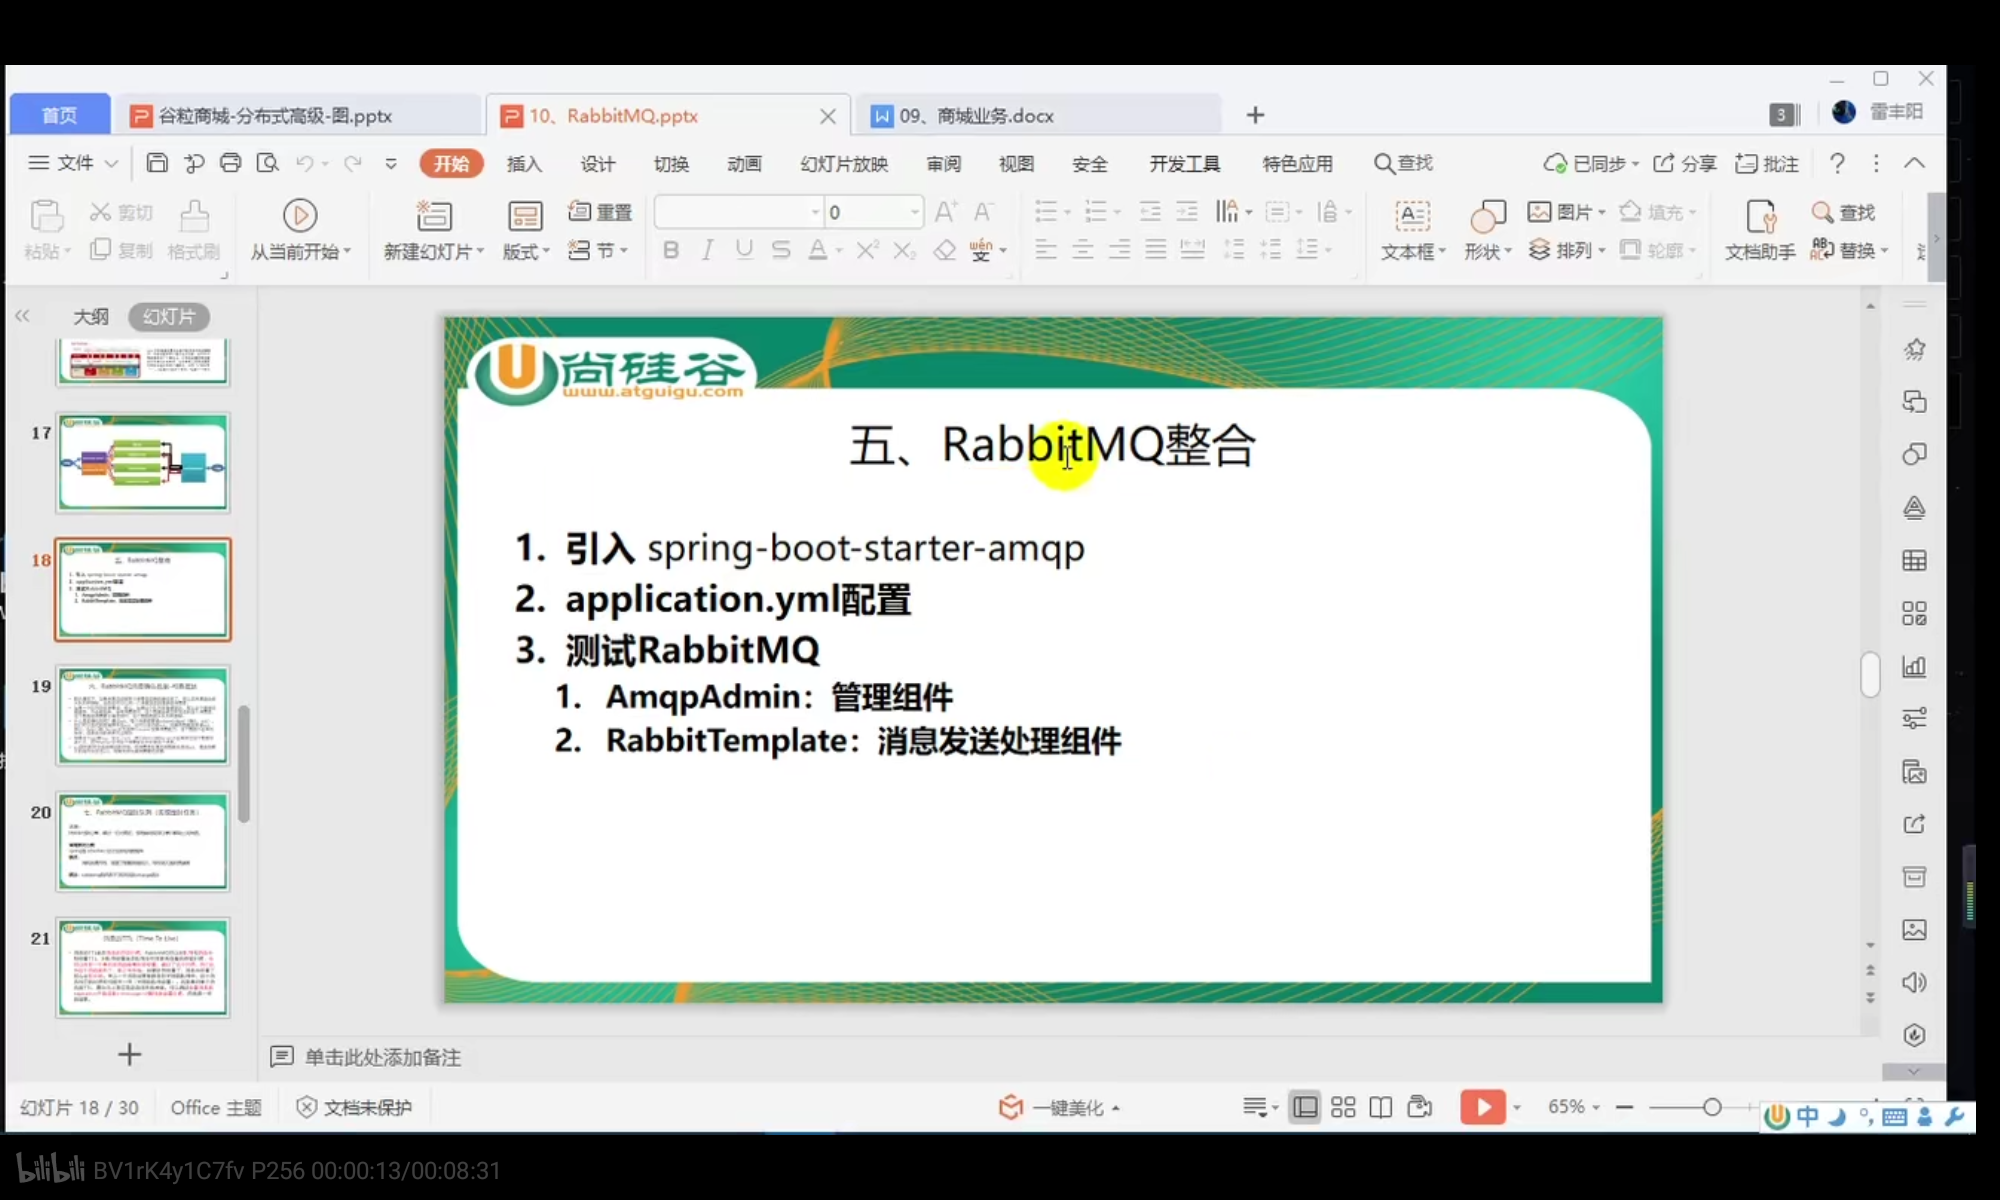 首页
谷粒商城-分布式高级-图.pptx
10、RabbitMQ.pptx
09、商城业务.docx
3
雷丰阳
文件
开始
插入
设计
切换
动画
幻灯片放映
审阅
视图
安全
开发工具
特色应用
查找
已同步
分享
批注
粘贴
剪切
复制
格式刷
从当前开始
新建幻灯片
版式
重置
节
0
文本框
形状
图片
排列
填充
轮廓
文档助手
查找
替换
大纲
幻灯片
17
18
19
20
21
尚硅谷
www.atguigu.com
五、RabbitMQ整合
1. 引入 spring-boot-starter-amqp
2. application.yml配置
3. 测试RabbitMQ
1. AmqpAdmin：管理组件
2. RabbitTemplate：消息发送处理组件
单击此处添加备注
幻灯片 18 / 30
Office 主题
文档未保护
一键美化
65%
中
bilibili BV1rK4y1C7fv P256 00:00:13/00:08:31